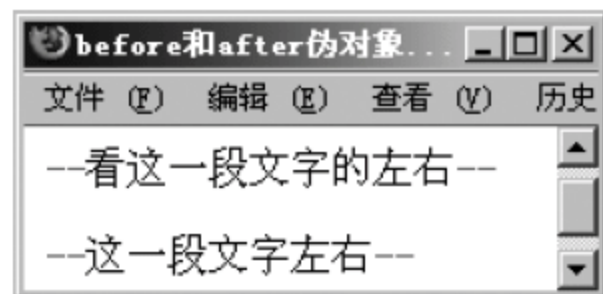 before和after伪对象...
文件 (F) 编辑 (E) 查看 (V) 历史
--看这一段文字的左右--
--这一段文字左右--